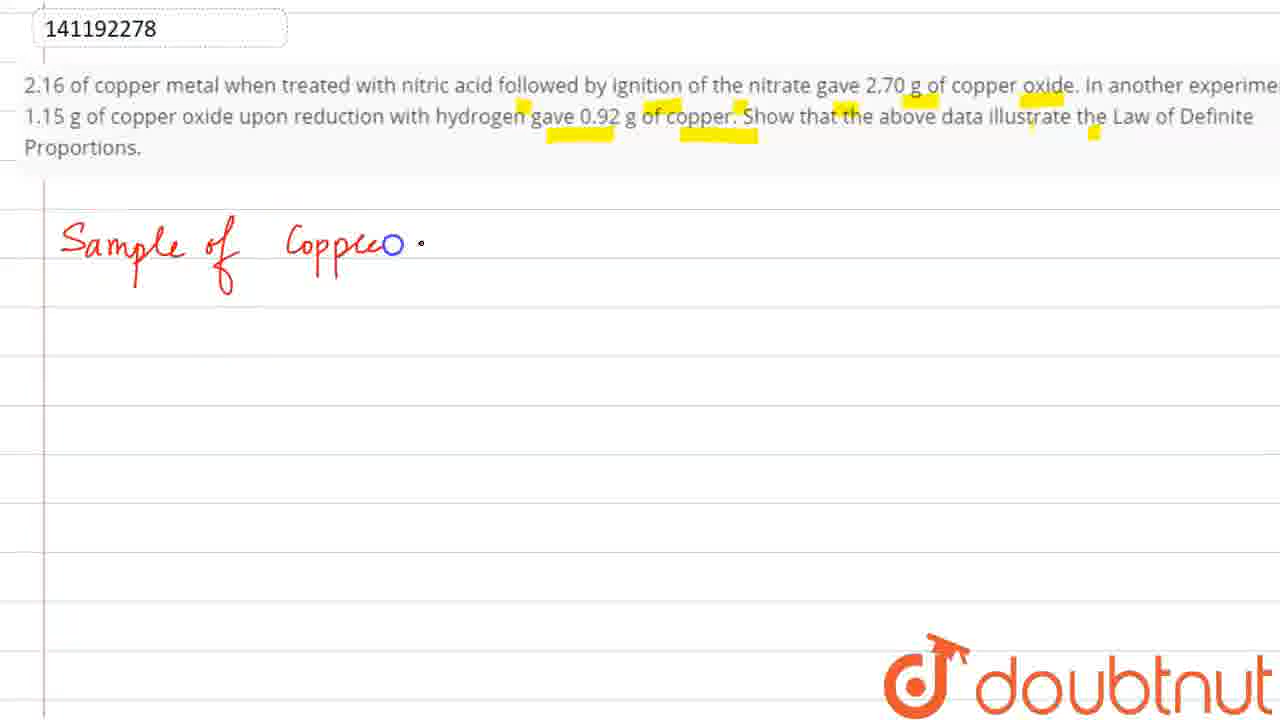 141192278
2.16 of copper metal when treated with nitric acid followed by ignition of the nitrate gave 2.70 g of copper oxide. In another experime
1.15 g of copper oxide upon reduction with hydrogen gave 0.92 g of copper. Show that the above data illustrate the Law of Definite
Proportions.
Sample of Copper
doubtnut